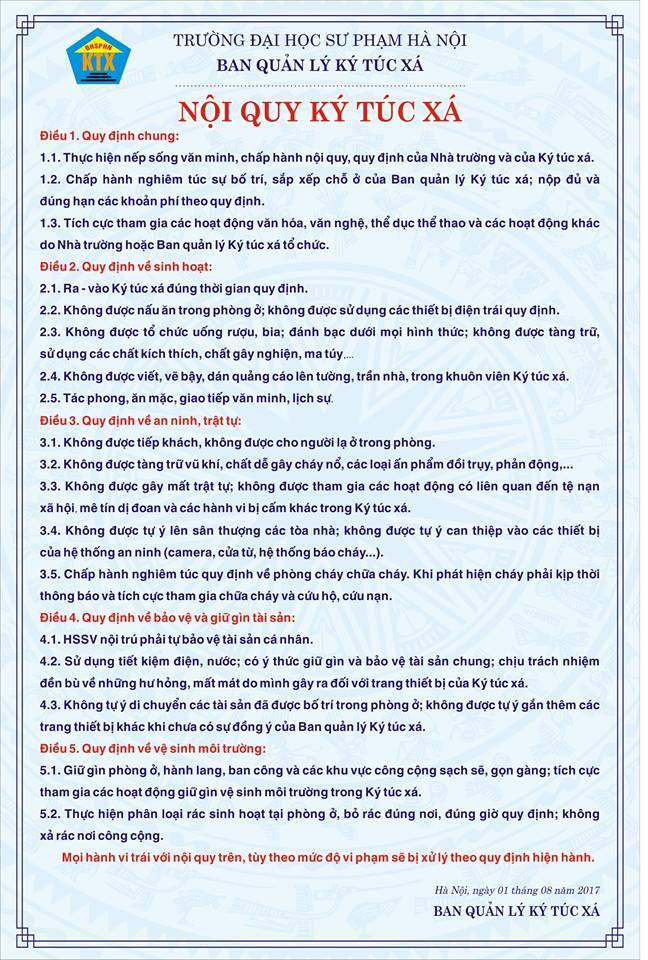 ĐHSPHN
KTX
TRƯỜNG ĐẠI HỌC SƯ PHẠM HÀ NỘI
BAN QUẢN LÝ KÝ TÚC XÁ
NỘI QUY KÝ TÚC XÁ
Điều 1. Quy định chung:
1.1. Thực hiện nếp sống văn minh, chấp hành nội quy, quy định của Nhà trường và của Ký túc xá.
1.2. Chấp hành nghiêm túc sự bố trí, sắp xếp chỗ ở của Ban quản lý Ký túc xá; nộp đủ và
đúng hạn các khoản phí theo quy định.
1.3. Tích cực tham gia các hoạt động văn hóa, văn nghệ, thể dục thể thao và các hoạt động khác
do Nhà trường hoặc Ban quản lý Ký túc xá tổ chức.
Điều 2. Quy định về sinh hoạt:
2.1. Ra - vào Ký túc xá đúng thời gian quy định.
2.2. Không được nấu ăn trong phòng ở; không được sử dụng các thiết bị điện trái quy định.
2.3. Không được tổ chức uống rượu, bia; đánh bạc dưới mọi hình thức; không được tàng trữ,
sử dụng các chất kích thích, chất gây nghiện, ma túy,...
2.4. Không được viết, vẽ bậy, dán quảng cáo lên tường, trần nhà, trong khuôn viên Ký túc xá.
2.5. Tác phong, ăn mặc, giao tiếp văn minh, lịch sự.
Điều 3. Quy định về an ninh, trật tự:
3.1. Không được tiếp khách, không được cho người lạ ở trong phòng.
3.2. Không được tàng trữ vũ khí, chất dễ gây cháy nổ, các loại ấn phẩm đồi trụy, phản động,...
3.3. Không được gây mất trật tự; không được tham gia các hoạt động có liên quan đến tệ nạn
xã hội, mê tín dị đoan và các hành vi bị cấm khác trong Ký túc xá.
3.4. Không được tự ý lên sân thượng các tòa nhà; không được tự ý can thiệp vào các thiết bị
của hệ thống an ninh (camera, cửa từ, hệ thống báo cháy...).
3.5. Chấp hành nghiêm túc quy định về phòng cháy chữa cháy. Khi phát hiện cháy phải kịp thời
thông báo và tích cực tham gia chữa cháy và cứu hộ, cứu nạn.
Điều 4. Quy định về bảo vệ và giữ gìn tài sản:
4.1. HSSV nội trú phải tự bảo vệ tài sản cá nhân.
4.2. Sử dụng tiết kiệm điện, nước; có ý thức giữ gìn và bảo vệ tài sản chung; chịu trách nhiệm
đền bù về những hư hỏng, mất mát do mình gây ra đối với trang thiết bị của Ký túc xá.
4.3. Không tự ý di chuyển các tài sản đã được bố trí trong phòng ở; không được tự ý gắn thêm các
trang thiết bị khác khi chưa có sự đồng ý của Ban quản lý Ký túc xá.
Điều 5. Quy định về vệ sinh môi trường:
5.1. Giữ gìn phòng ở, hành lang, ban công và các khu vực công cộng sạch sẽ, gọn gàng; tích cực
tham gia các hoạt động giữ gìn vệ sinh môi trường trong Ký túc xá.
5.2. Thực hiện phân loại rác sinh hoạt tại phòng ở, bỏ rác đúng nơi, đúng giờ quy định; không
xả rác nơi công cộng.
Mọi hành vi trái với nội quy trên, tùy theo mức độ vi phạm sẽ bị xử lý theo quy định hiện hành.
Hà Nội, ngày 01 tháng 08 năm 2017
BAN QUẢN LÝ KÝ TÚC XÁ